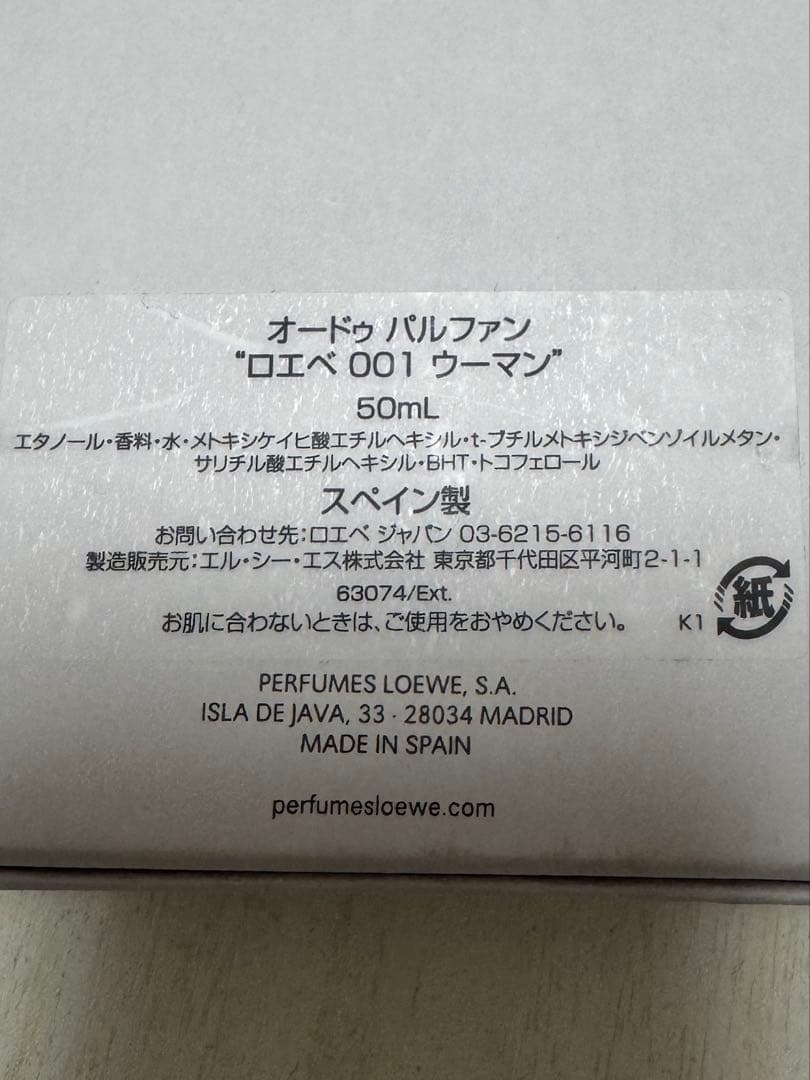 オードゥ パルファン
“ロエベ 001 ウーマン”
50mL
エタノール・香料・水・メトキシケイヒ酸エチルヘキシル・t-ブチルメトキシジベンゾイルメタン・
サリチル酸エチルヘキシル・BHT・トコフェロール
スペイン製
お問い合わせ先：ロエベ ジャパン 03-6215-6116
製造販売元：エル・シー・エス株式会社 東京都千代田区平河町2-1-1
63074/Ext.
お肌に合わないときは、ご使用をおやめください。 K1 紙
PERFUMES LOEWE, S.A.
ISLA DE JAVA, 33 · 28034 MADRID
MADE IN SPAIN
perfumesloewe.com